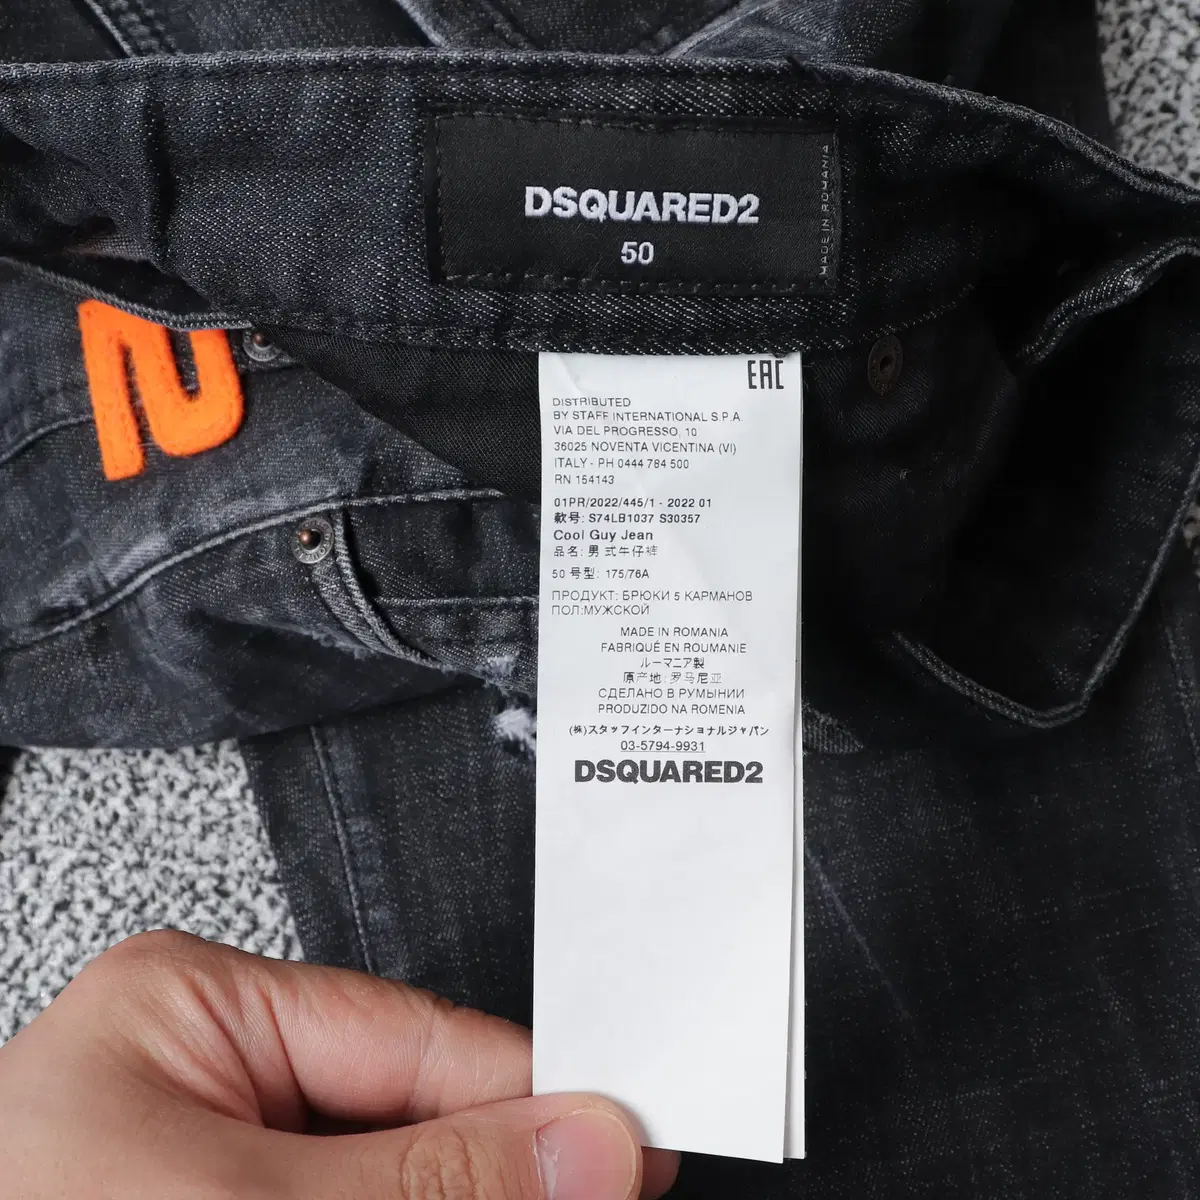 DSQUARED2
50
MADE IN ROMANIA
EAC
DISTRIBUTED
BY STAFF INTERNATIONAL S.P.A.
VIA DEL PROGRESSO, 10
36025 NOVENTA VICENTINA (VI)
ITALY - PH 0444 784 500
RN 154143
01PR/2022/445/1 - 2022 01
款号: S74LB1037 S30357
Cool Guy Jean
品名: 男式牛仔裤
50 号型: 175/76A
ПРОДУКТ: БРЮКИ 5 КАРМАНОВ
ПОЛ:МУЖСКОЙ
MADE IN ROMANIA
FABRIQUÉ EN ROUMANIE
ルーマニア製
原产地: 罗马尼亚
СДЕЛАНО В РУМЫНИИ
PRODUZIDO NA ROMENIA
(株)スタッフインターナショナルジャパン
03-5794-9931
DSQUARED2